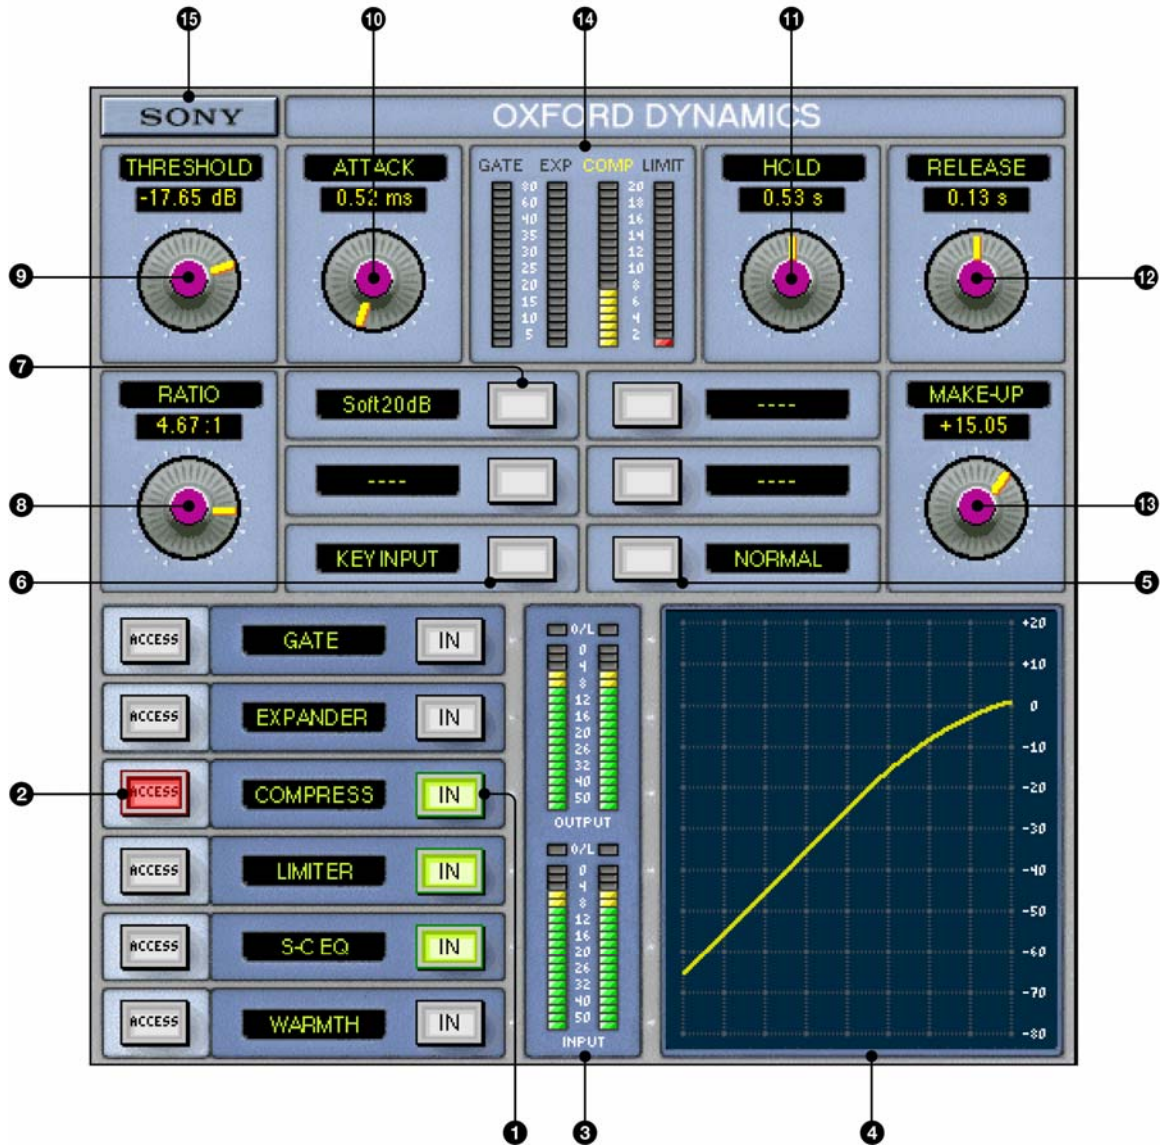 15 10 14 11
SONY OXFORD DYNAMICS
THRESHOLD ATTACK GATE EXP COMP LIMIT HOLD RELEASE
-17.65 dB 0.52 ms 0.53 s 0.13 s
80 20
60 18
40 16
35 14
30 12
25 10
20 8
15 6
10 4
5 2
9
12
7
RATIO Soft20dB ---- MAKE-UP
4.67:1 +15.05
---- ----
8 13
KEY INPUT NORMAL
6 5
ACCESS GATE IN
ACCESS EXPANDER IN
2 ACCESS COMPRESS IN
ACCESS LIMITER IN
ACCESS S-C EQ IN
ACCESS WARMTH IN
O/L
0
4
8
12
16
20
26
32
40
50
OUTPUT
O/L
0
4
8
12
16
20
26
32
40
50
INPUT
+20
+10
0
-10
-20
-30
-40
-50
-60
-70
-80
1 3 4